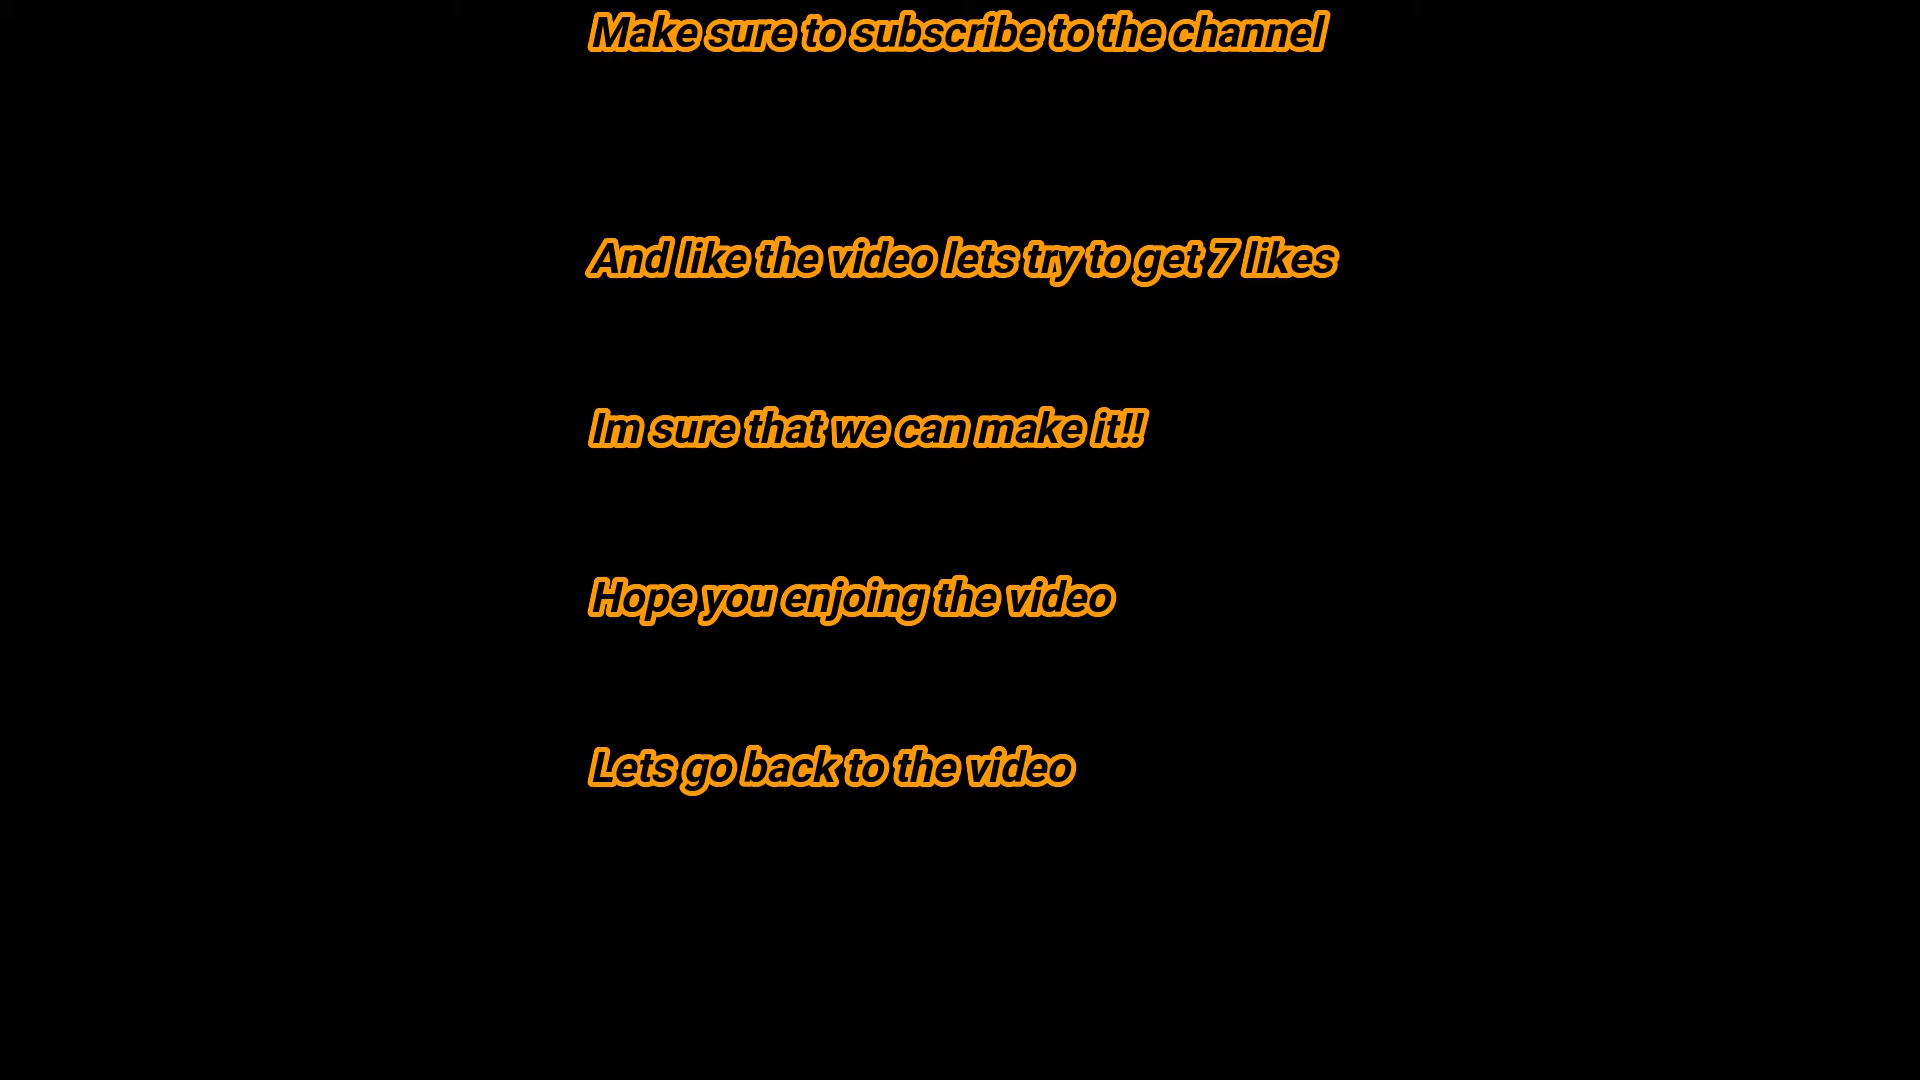 Make sure to subscribe to the channel
And like the video lets try to get 7 likes
Im sure that we can make it!!
Hope you enjoing the video
Lets go back to the video